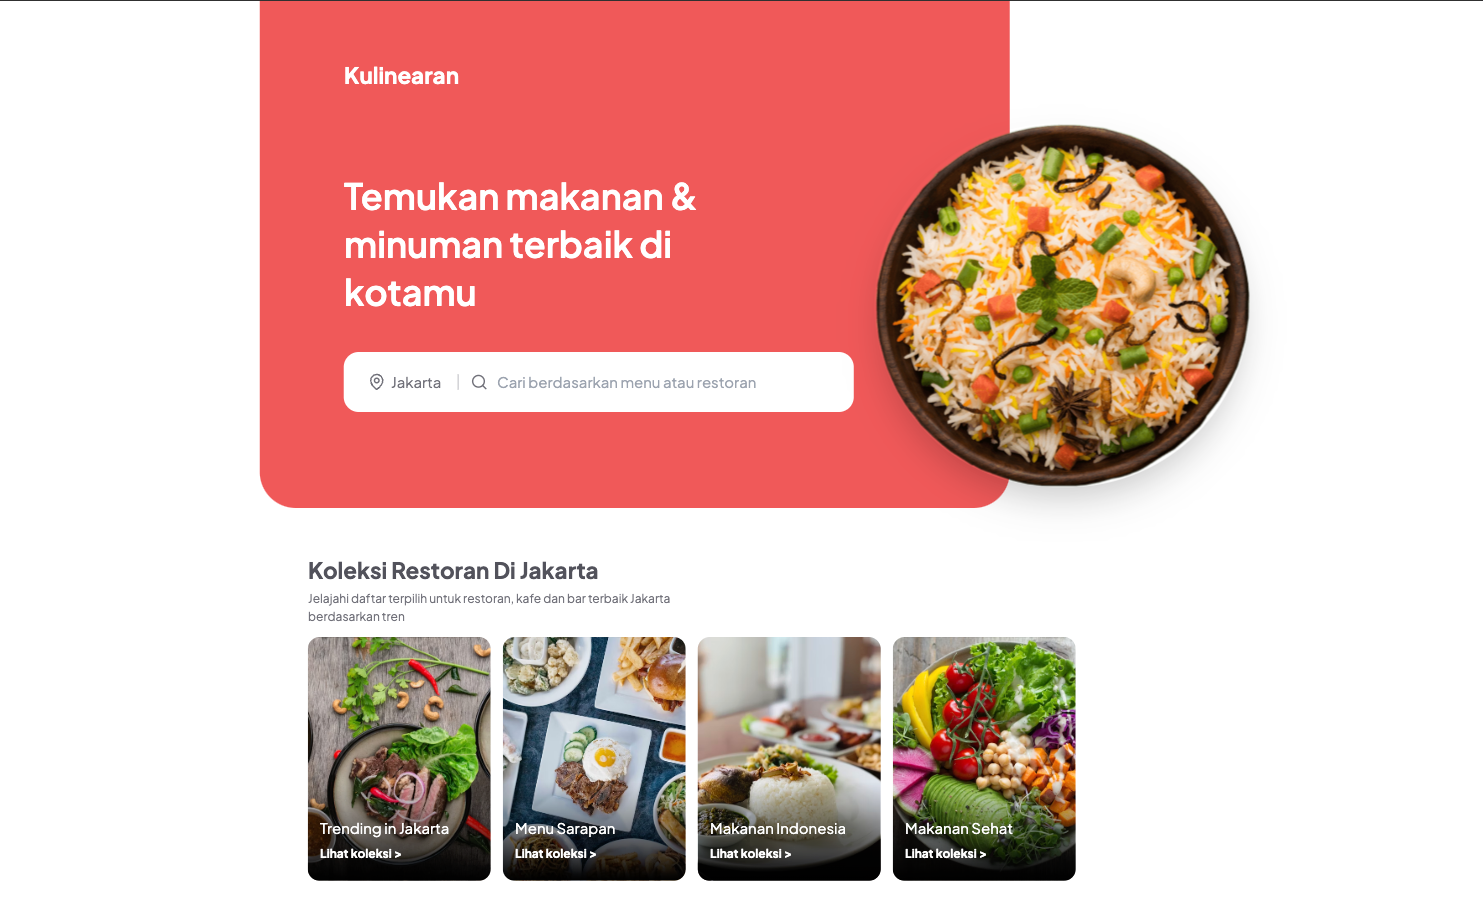 Kulinearan
Temukan makanan &
minuman terbaik di
kotamu
Jakarta | Cari berdasarkan menu atau restoran
Koleksi Restoran Di Jakarta
Jelajahi daftar terpilih untuk restoran, kafe dan bar terbaik Jakarta
berdasarkan tren
Trending in Jakarta
Lihat koleksi >
Menu Sarapan
Lihat koleksi >
Makanan Indonesia
Lihat koleksi >
Makanan Sehat
Lihat koleksi >